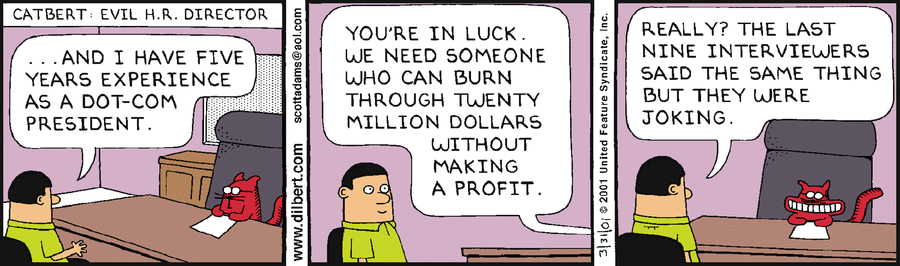 CATBERT: EVIL H.R. DIRECTOR
...AND I HAVE FIVE
YEARS EXPERIENCE
AS A DOT-COM
PRESIDENT.
www.dilbert.com scottadams@aol.com
YOU'RE IN LUCK.
WE NEED SOMEONE
WHO CAN BURN
THROUGH TWENTY
MILLION DOLLARS
WITHOUT
MAKING
A PROFIT.
3/31/01 © 2001 United Feature Syndicate, Inc.
REALLY? THE LAST
NINE INTERVIEWERS
SAID THE SAME THING
BUT THEY WERE
JOKING.